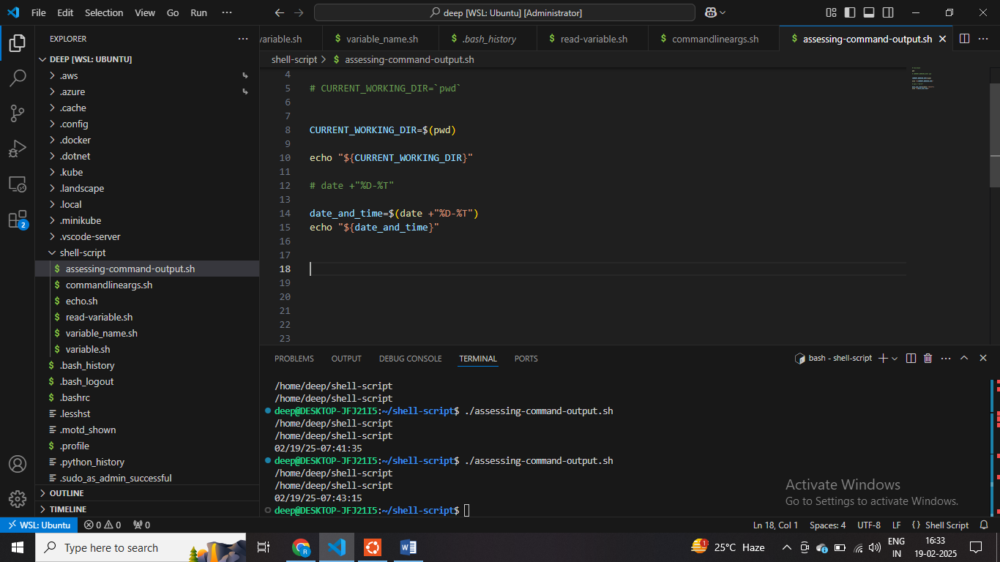 File Edit Selection View Go Run ··· deep [WSL: Ubuntu] [Administrator]
EXPLORER ···
DEEP [WSL: UBUNTU]
.aws
.azure
.cache
.config
.docker
.dotnet
.kube
.landscape
.local
.minikube
.vscode-server
shell-script
$ assessing-command-output.sh
$ commandlineargs.sh
$ echo.sh
$ read-variable.sh
$ variable_name.sh
$ variable.sh
$ .bash_history
$ .bash_logout
$ .bashrc
.lesshst
.motd_shown
$ .profile
.python_history
.sudo_as_admin_successful
OUTLINE
TIMELINE
2
variable.sh $ variable_name.sh $ .bash_history $ read-variable.sh $ commandlineargs.sh $ assessing-command-output.sh
shell-script > $ assessing-command-output.sh
4
5 # CURRENT_WORKING_DIR=`pwd`
6
7
8 CURRENT_WORKING_DIR=$(pwd)
9
10 echo "${CURRENT_WORKING_DIR}"
11
12 # date +"%D-%T"
13
14 date_and_time=$(date +"%D-%T")
15 echo "${date_and_time}"
16
17
18
19
20
21
22
23
PROBLEMS OUTPUT DEBUG CONSOLE TERMINAL PORTS bash - shell-script
/home/deep/shell-script
/home/deep/shell-script
deep@DESKTOP-JFJ21I5:~/shell-script$ ./assessing-command-output.sh
/home/deep/shell-script
/home/deep/shell-script
02/19/25-07:41:35
deep@DESKTOP-JFJ21I5:~/shell-script$ ./assessing-command-output.sh
/home/deep/shell-script
/home/deep/shell-script
02/19/25-07:43:15
deep@DESKTOP-JFJ21I5:~/shell-script$
Activate Windows
Go to Settings to activate Windows.
WSL: Ubuntu 0 0 0 Ln 18, Col 1 Spaces: 4 UTF-8 LF {} Shell Script
Type here to search 25°C Haze ENG IN 16:33 19-02-2025